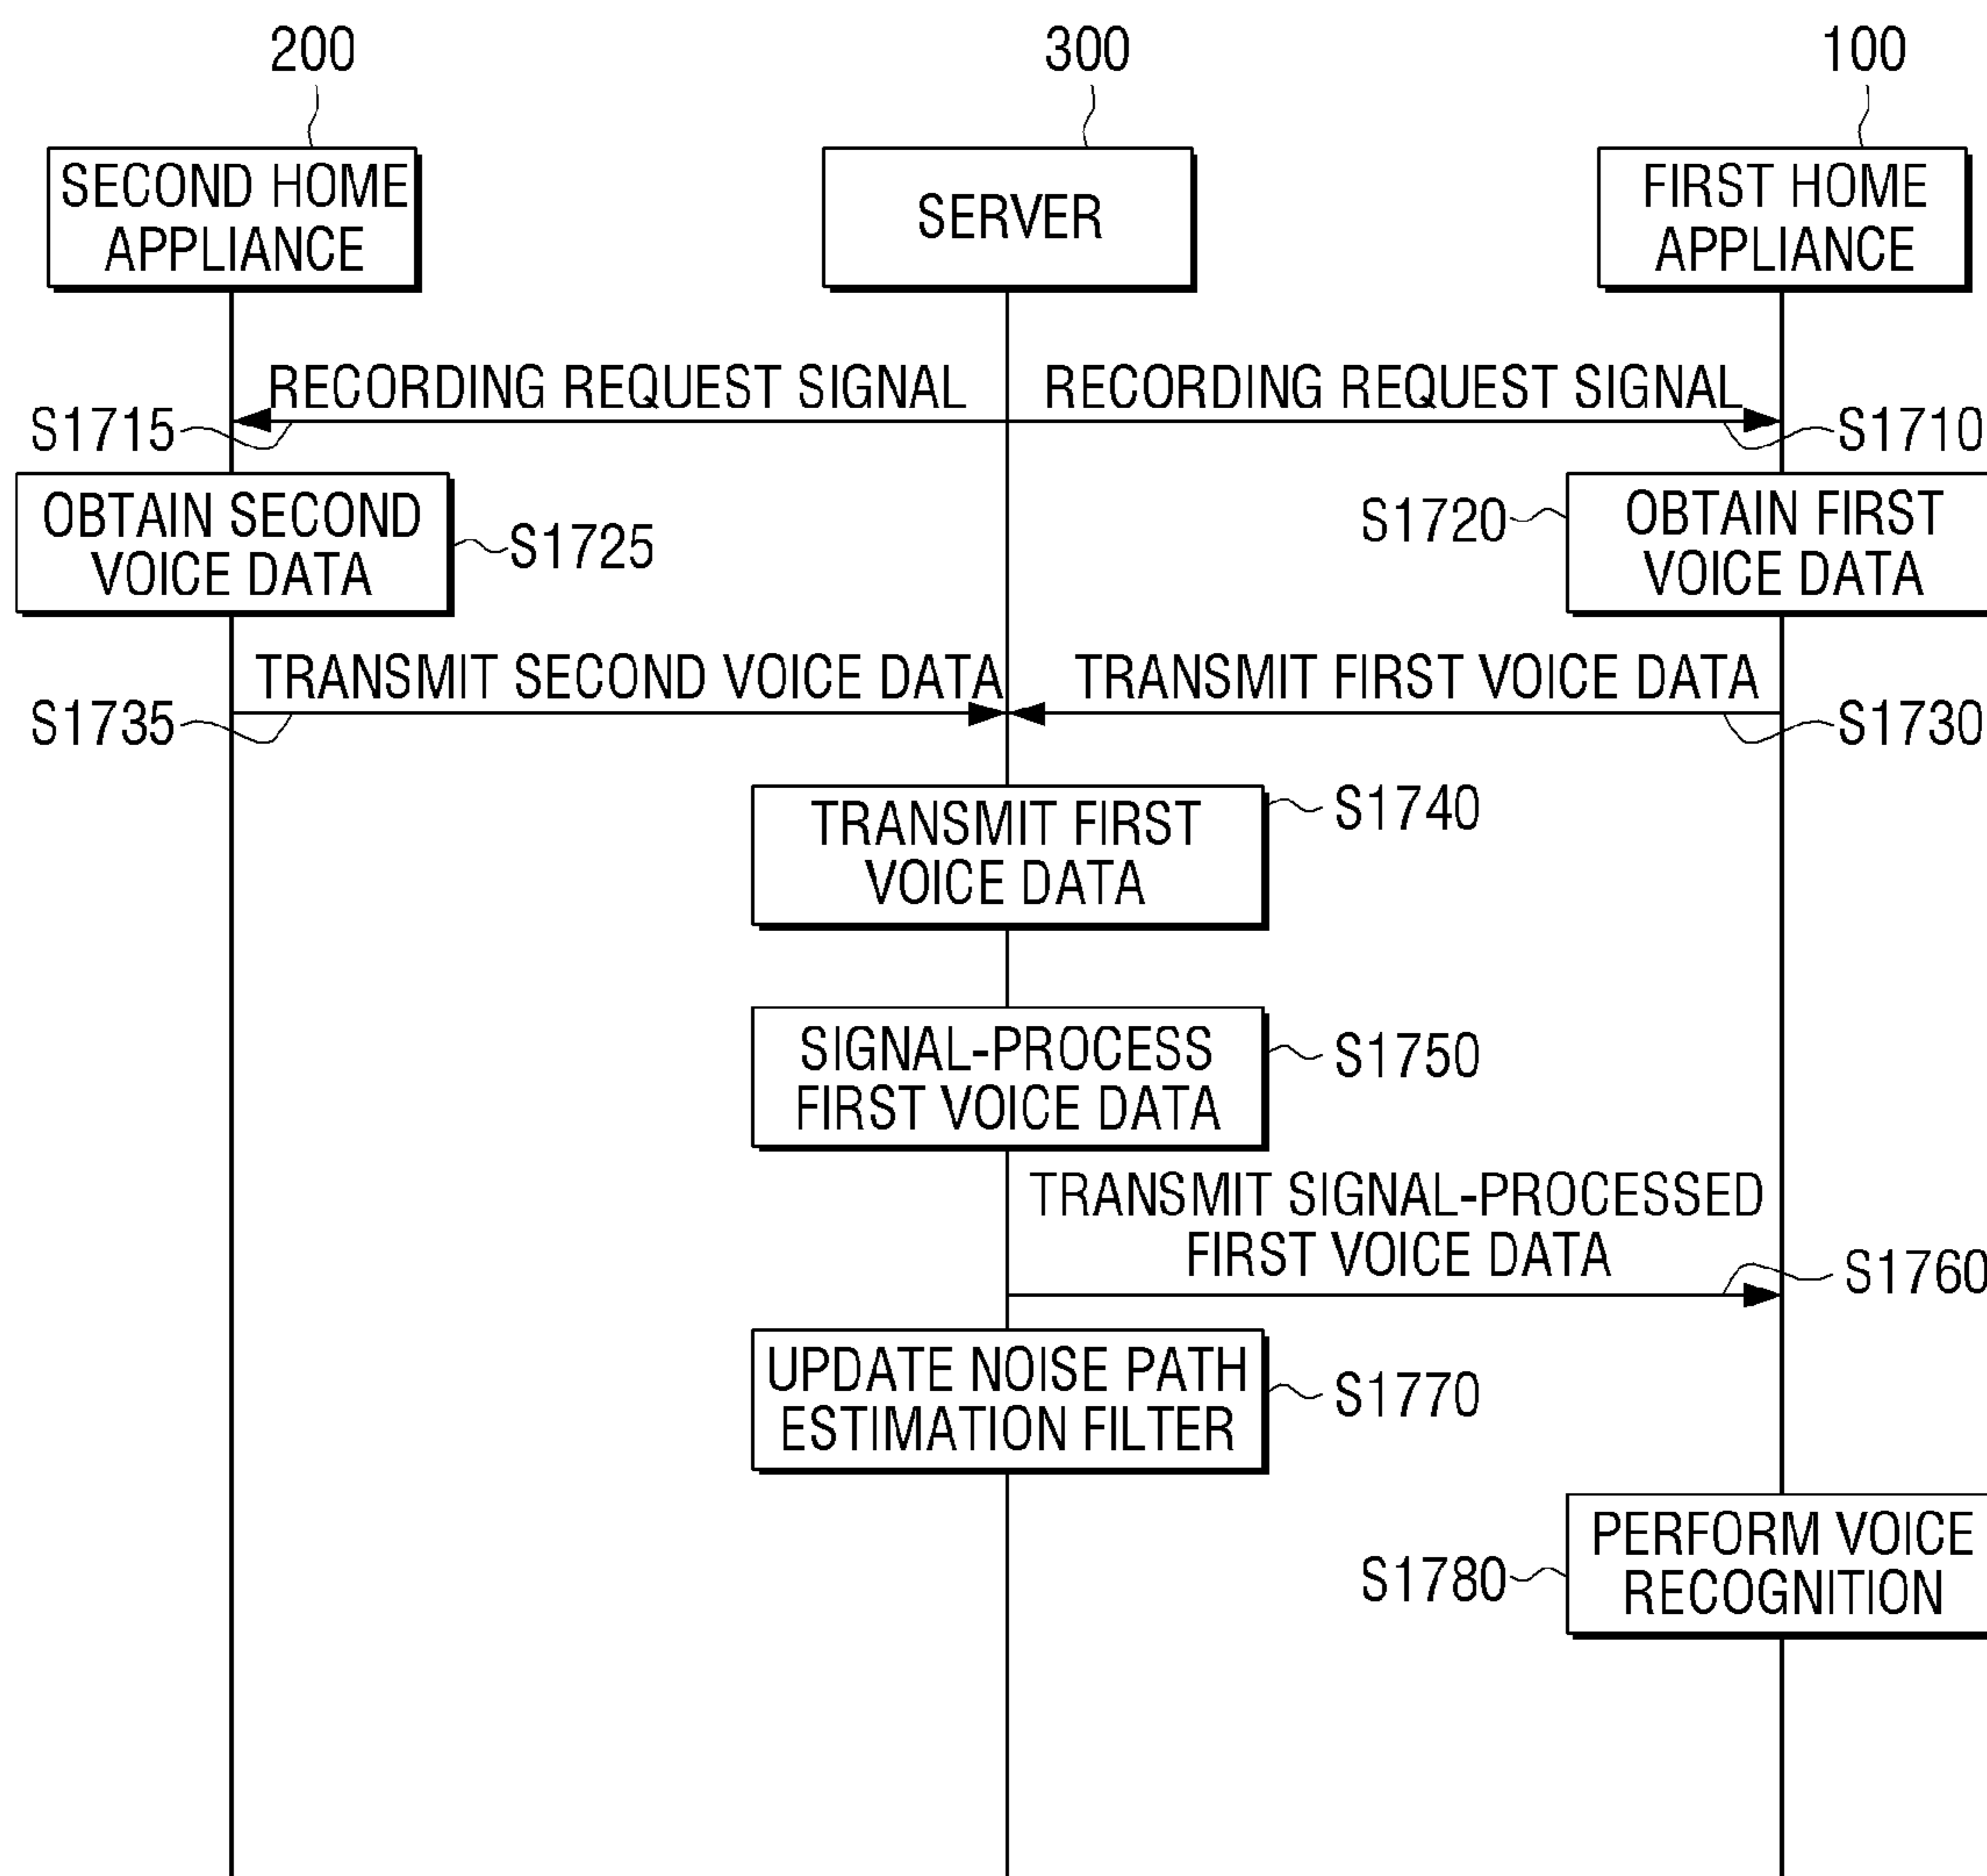 200
300
100
SECOND HOME
APPLIANCE
SERVER
FIRST HOME
APPLIANCE
RECORDING REQUEST SIGNAL
RECORDING REQUEST SIGNAL
S1715
S1710
OBTAIN SECOND
VOICE DATA
S1725
S1720
OBTAIN FIRST
VOICE DATA
TRANSMIT SECOND VOICE DATA
TRANSMIT FIRST VOICE DATA
S1735
S1730
TRANSMIT FIRST
VOICE DATA
S1740
SIGNAL-PROCESS
FIRST VOICE DATA
S1750
TRANSMIT SIGNAL-PROCESSED
FIRST VOICE DATA
S1760
UPDATE NOISE PATH
ESTIMATION FILTER
S1770
S1780
PERFORM VOICE
RECOGNITION